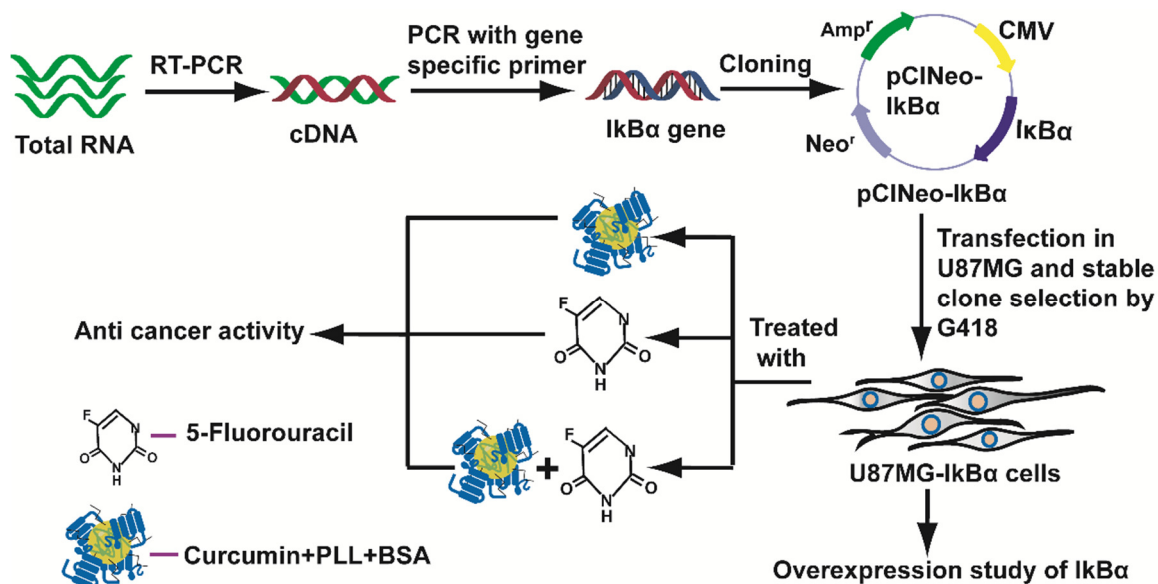 Total RNA
RT-PCR
cDNA
PCR with gene
specific primer
IkBα gene
Cloning
Ampʳ
CMV
pCINeo-
IkBα
Neoʳ
IκBα
pCINeo-IkBα
Transfection in
U87MG and stable
clone selection by
G418
Treated
with
U87MG-IkBα cells
Overexpression study of IkBα
S
F
N
O
O
N
H
S
+
F
N
O
O
N
H
Anti cancer activity
F
N
O
O
N
H
5-Fluorouracil
S
Curcumin+PLL+BSA